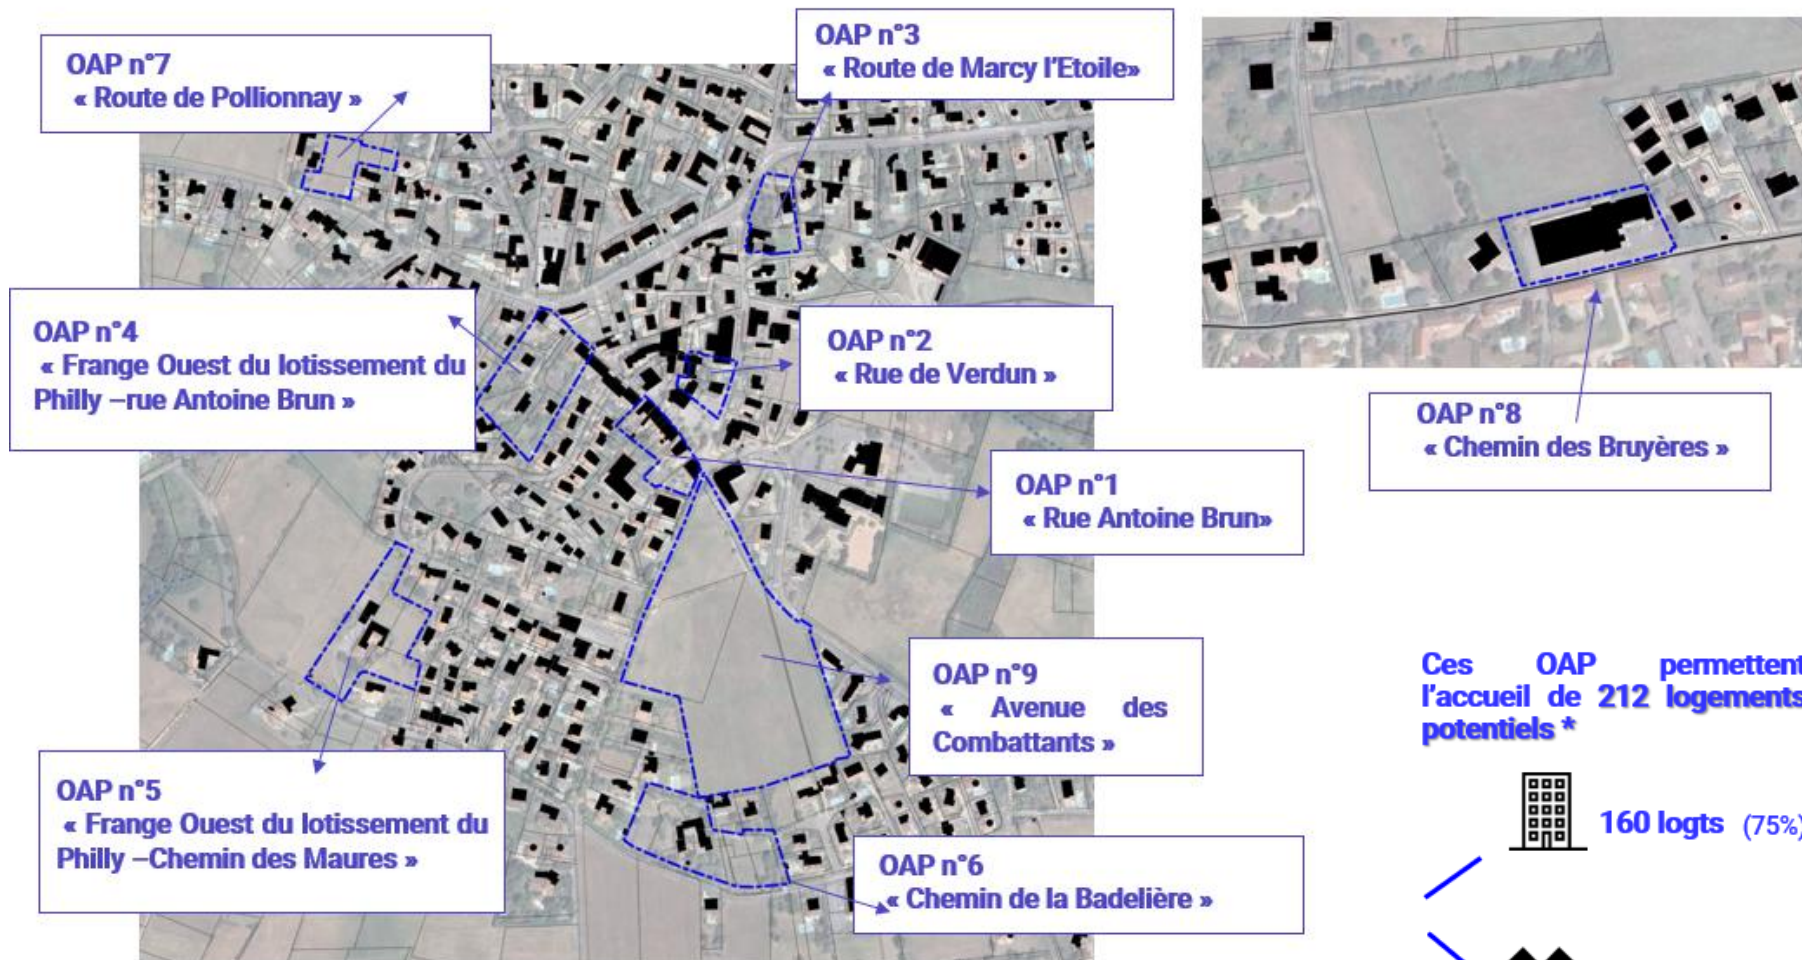 OAP n°7
« Route de Pollionnay »
OAP n°3
« Route de Marcy l'Etoile»
OAP n°4
« Frange Ouest du lotissement du
Philly –rue Antoine Brun »
OAP n°2
« Rue de Verdun »
OAP n°8
« Chemin des Bruyères »
OAP n°1
« Rue Antoine Brun»
OAP n°9
« Avenue des
Combattants »
Ces OAP permettent
l'accueil de 212 logements
potentiels *
OAP n°5
« Frange Ouest du lotissement du
Philly –Chemin des Maures »
160 logts (75%)
OAP n°6
« Chemin de la Badelière »